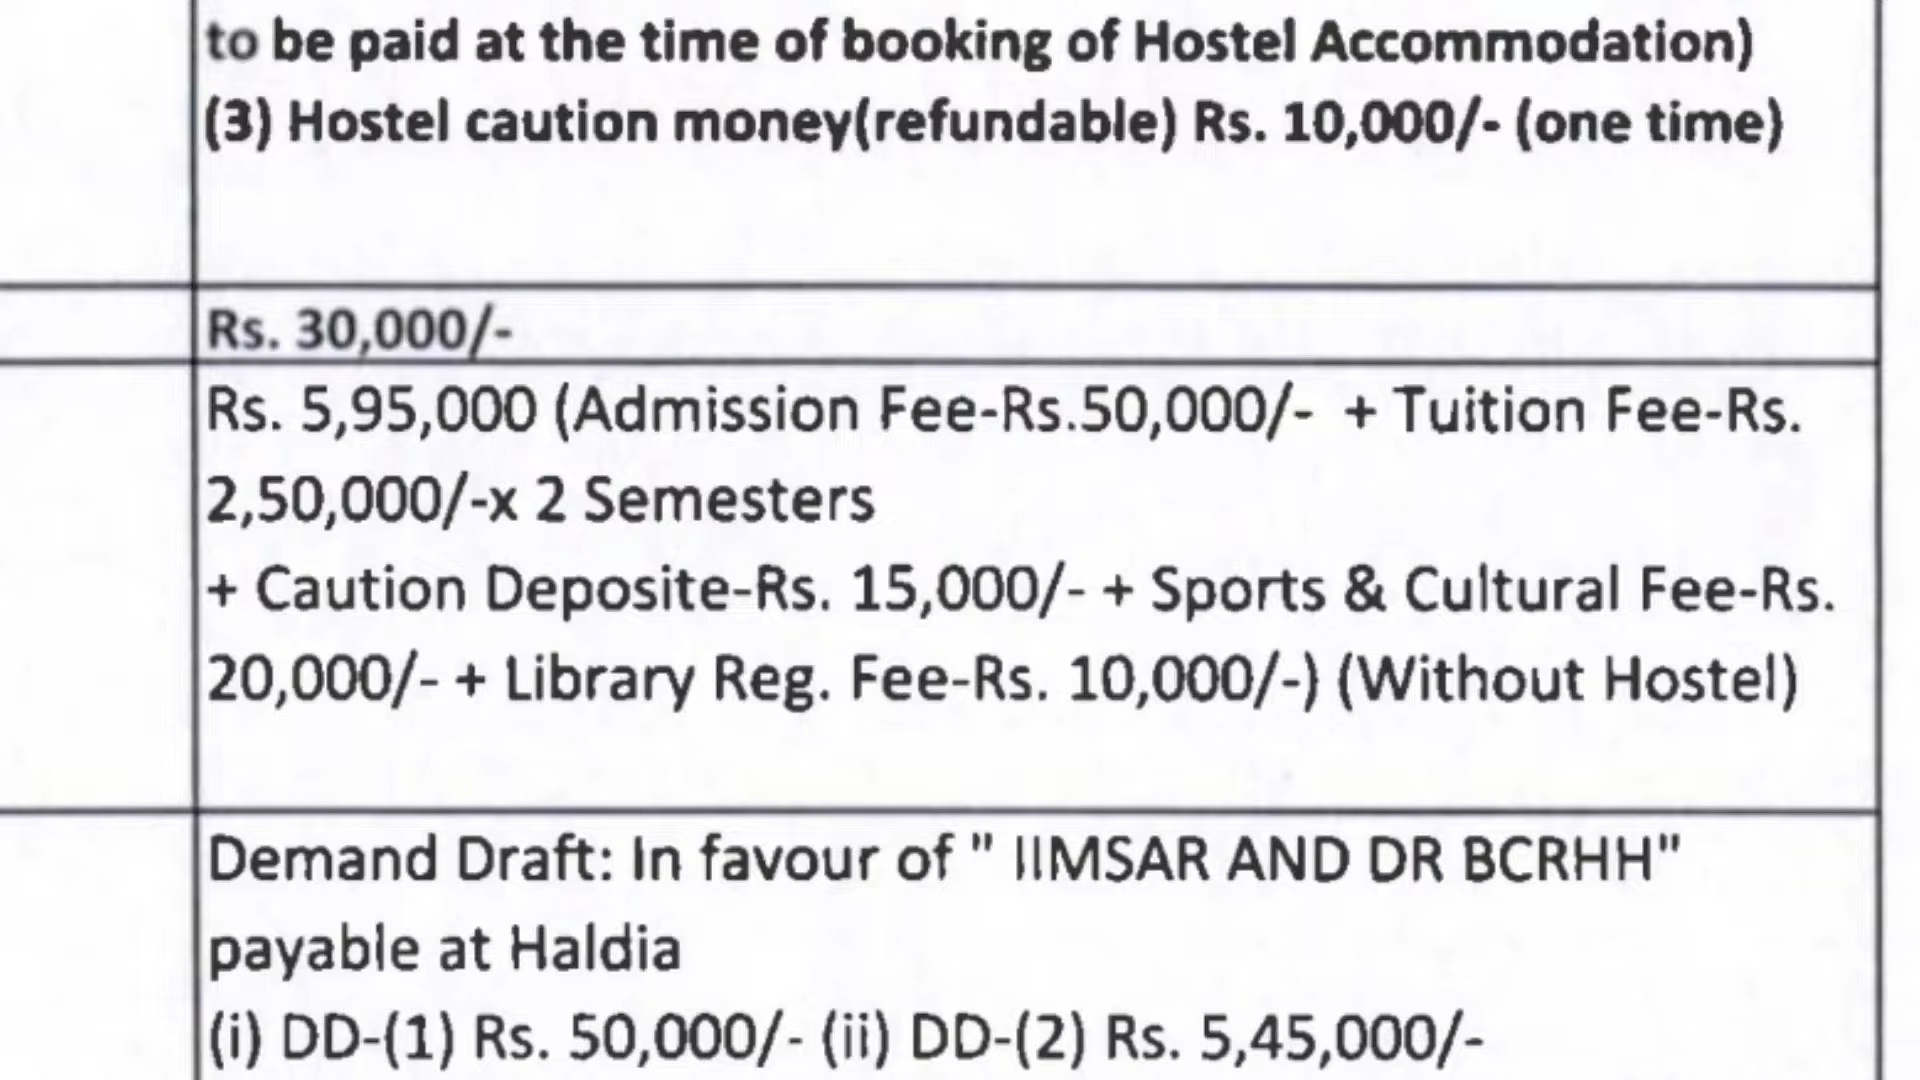 to be paid at the time of booking of Hostel Accommodation)
(3) Hostel caution money(refundable) Rs. 10,000/- (one time)
Rs. 30,000/-
Rs. 5,95,000 (Admission Fee-Rs.50,000/- + Tuition Fee-Rs.
2,50,000/-x 2 Semesters
+ Caution Deposite-Rs. 15,000/- + Sports & Cultural Fee-Rs.
20,000/- + Library Reg. Fee-Rs. 10,000/-) (Without Hostel)
Demand Draft: In favour of " IIMSAR AND DR BCRHH"
payable at Haldia
(i) DD-(1) Rs. 50,000/- (ii) DD-(2) Rs. 5,45,000/-